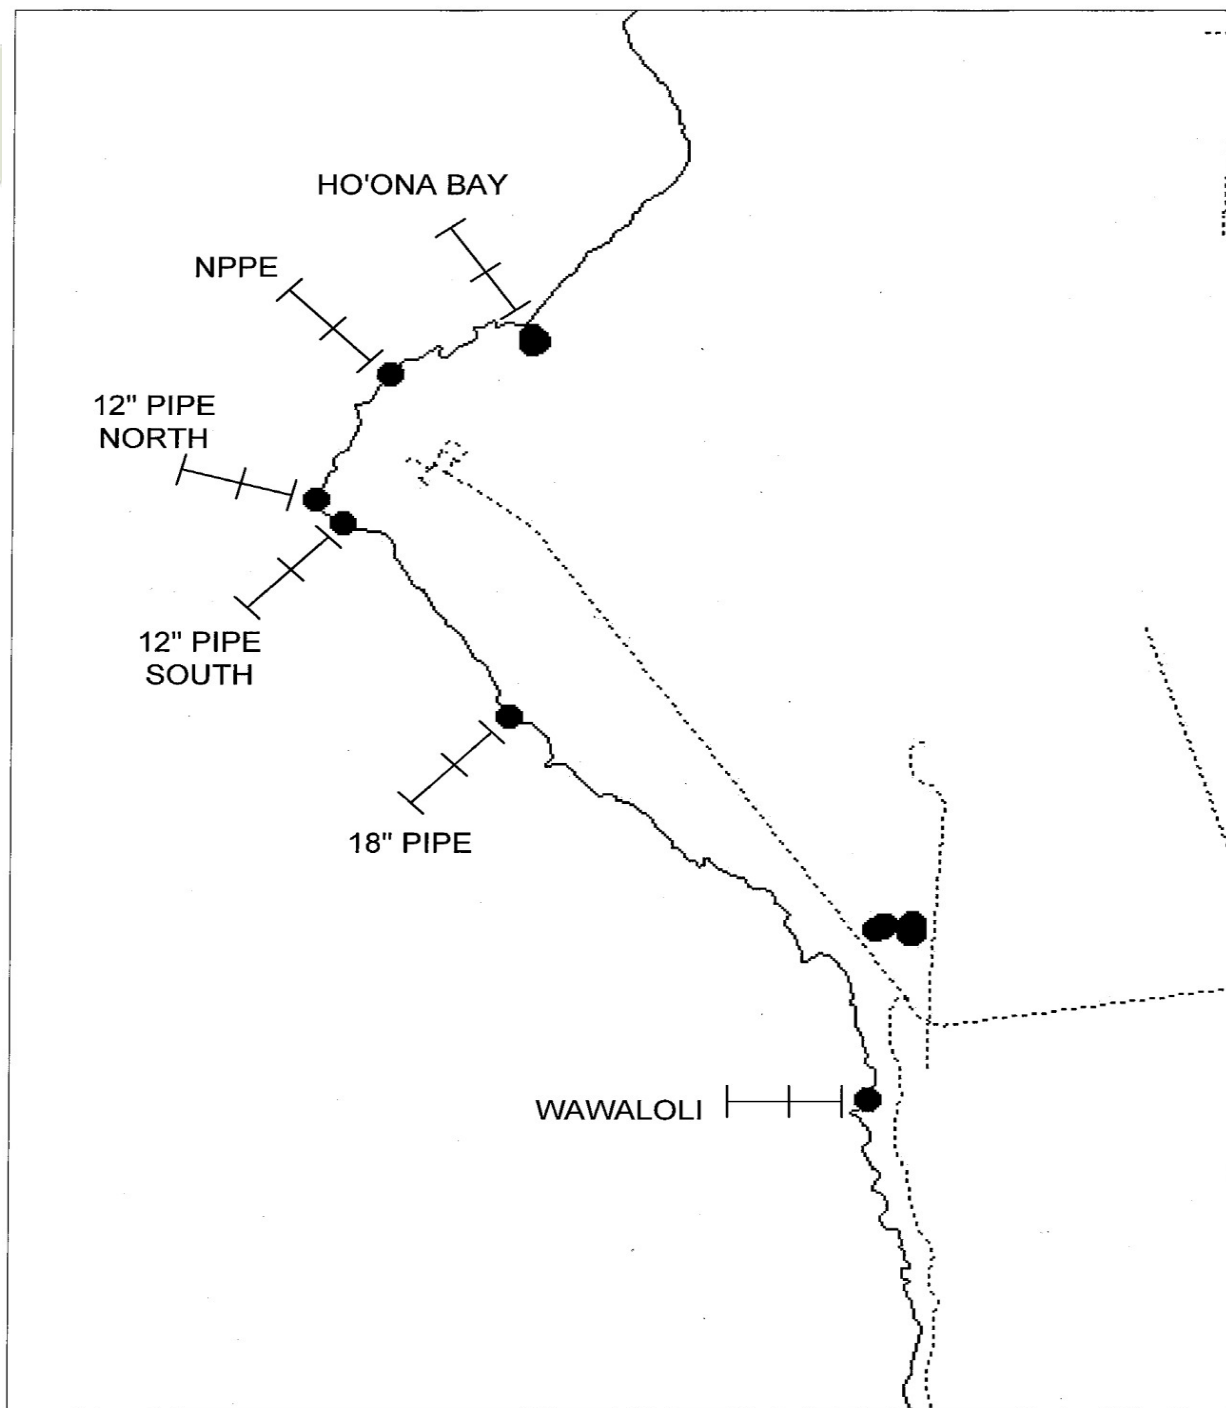 HO'ONA BAY
NPPE
12" PIPE
NORTH
12" PIPE
SOUTH
18" PIPE
WAWALOLI